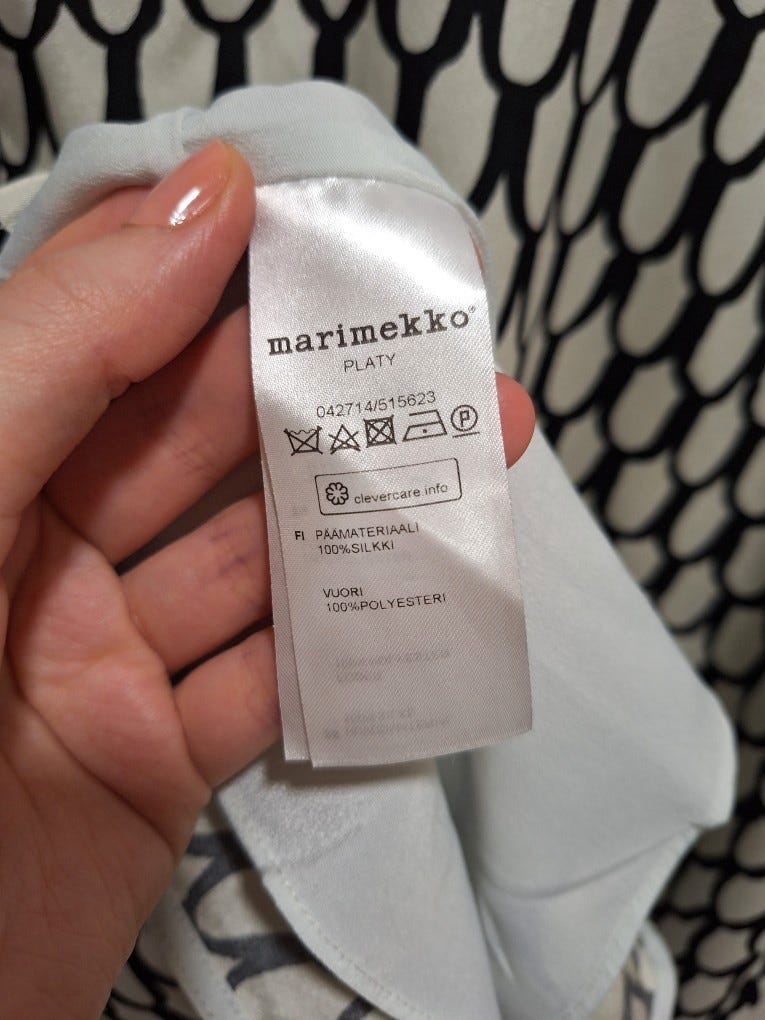 marimekko®
PLATY
042714/515623
P
clevercare.info
FI PÄÄMATERIAALI
100%SILKKI
VUORI
100%POLYESTERI